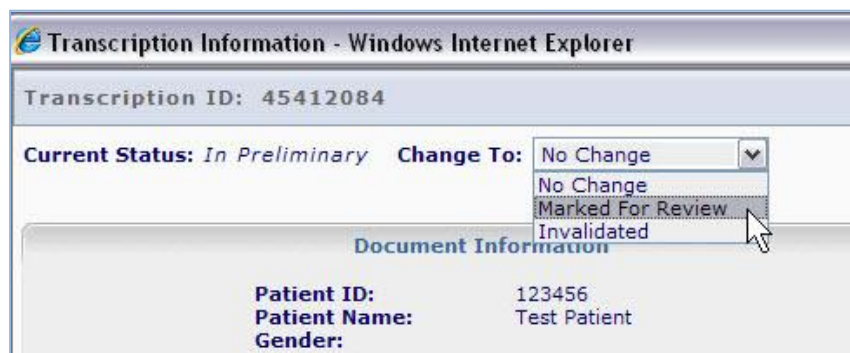 Transcription Information - Windows Internet Explorer
Transcription ID: 45412084
Current Status: In Preliminary Change To: No Change
No Change
Marked For Review
Invalidated
Document Information
Patient ID: 123456
Patient Name: Test Patient
Gender: